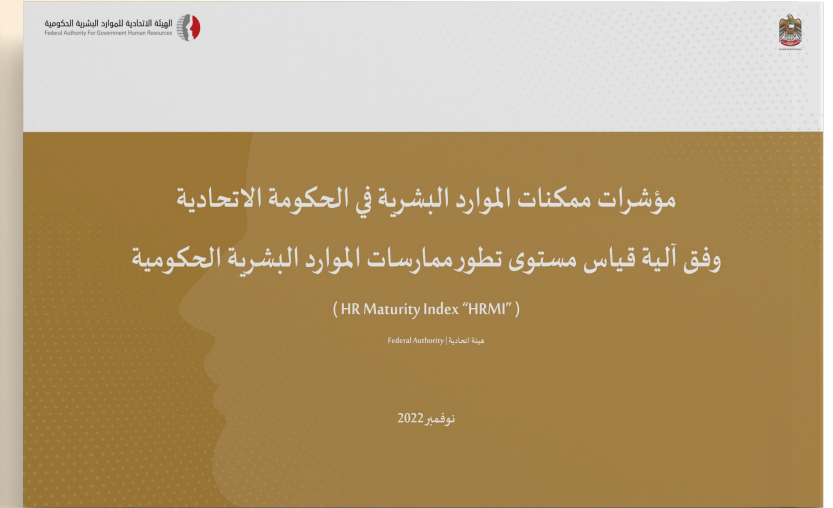 الهيئة الاتحادية للموارد البشرية الحكومية
Federal Authority For Government Human Resources
مؤشرات ممكنات الموارد البشرية في الحكومة الاتحادية
وفق آلية قياس مستوى تطور ممارسات الموارد البشرية الحكومية
( HR Maturity Index “HRMI” )
هيئة اتحادية | Federal Authority
نوفمبر 2022